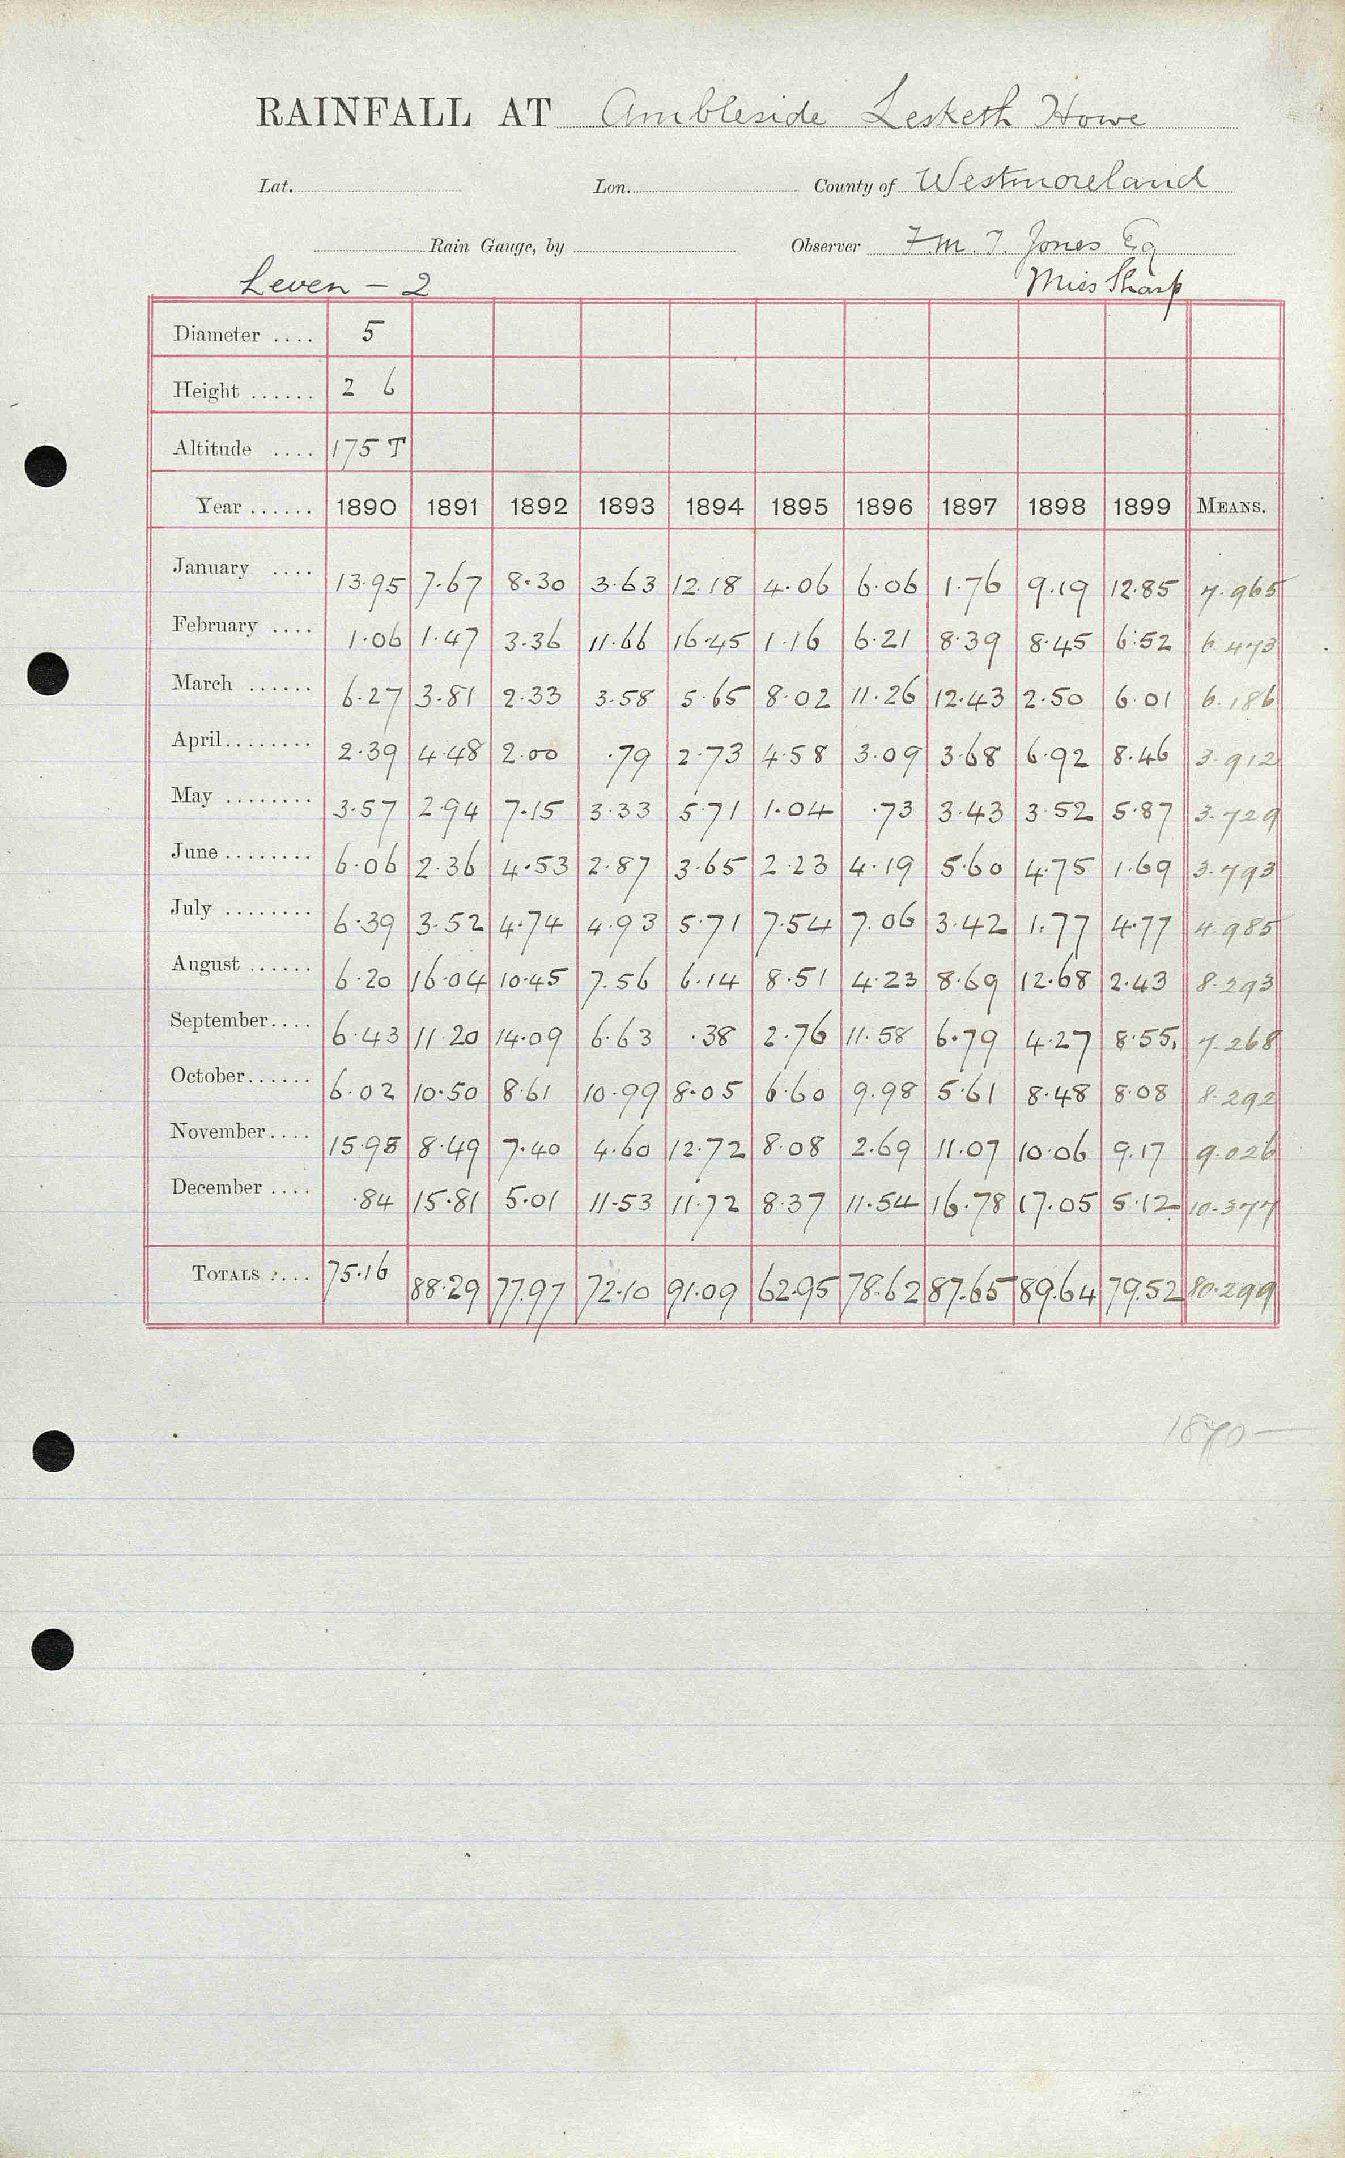 RAINFALL AT Ambleside Lesketh Howe
Lat. Lon. County of Westmoreland
Rain Gauge, by Observer F M. T. Jones Esq
Leven - 2 Miss Sharp
Diameter .... 5
Height ...... 2 6
Altitude .... 175 T
Year ...... 1890 1891 1892 1893 1894 1895 1896 1897 1898 1899 MEANS.
January .... 13.95 7.67 8.30 3.63 12.18 4.06 6.06 1.76 9.19 12.85 7.965
February .... 1.06 1.47 3.36 11.66 16.45 1.16 6.21 8.39 8.45 6.52 6.473
March ...... 6.27 3.81 2.33 3.58 5.65 8.02 11.26 12.43 2.50 6.01 6.186
April........ 2.39 4.48 2.00 .79 2.73 4.58 3.09 3.68 6.92 8.46 3.912
May ........ 3.57 2.94 7.15 3.33 5.71 1.04 .73 3.43 3.52 5.87 3.729
June ........ 6.06 2.36 4.53 2.87 3.65 2.23 4.19 5.60 4.75 1.69 3.793
July ........ 6.39 3.52 4.74 4.93 5.71 7.54 7.06 3.42 1.77 4.77 4.985
August ...... 6.20 16.04 10.45 7.56 6.14 8.51 4.23 8.69 12.68 2.43 8.293
September.... 6.43 11.20 14.09 6.63 .38 2.76 11.58 6.79 4.27 8.55 7.268
October...... 6.02 10.50 8.61 10.99 8.05 6.60 9.98 5.61 8.48 8.08 8.292
November.... 15.98 8.49 7.40 4.60 12.72 8.08 2.69 11.07 10.06 9.17 9.026
December .... .84 15.81 5.01 11.53 11.72 8.37 11.54 16.78 17.05 5.12 10.377
TOTALS .... 75.16 88.29 77.97 72.10 91.09 62.95 78.62 87.65 89.64 79.52 80.299
1870 -